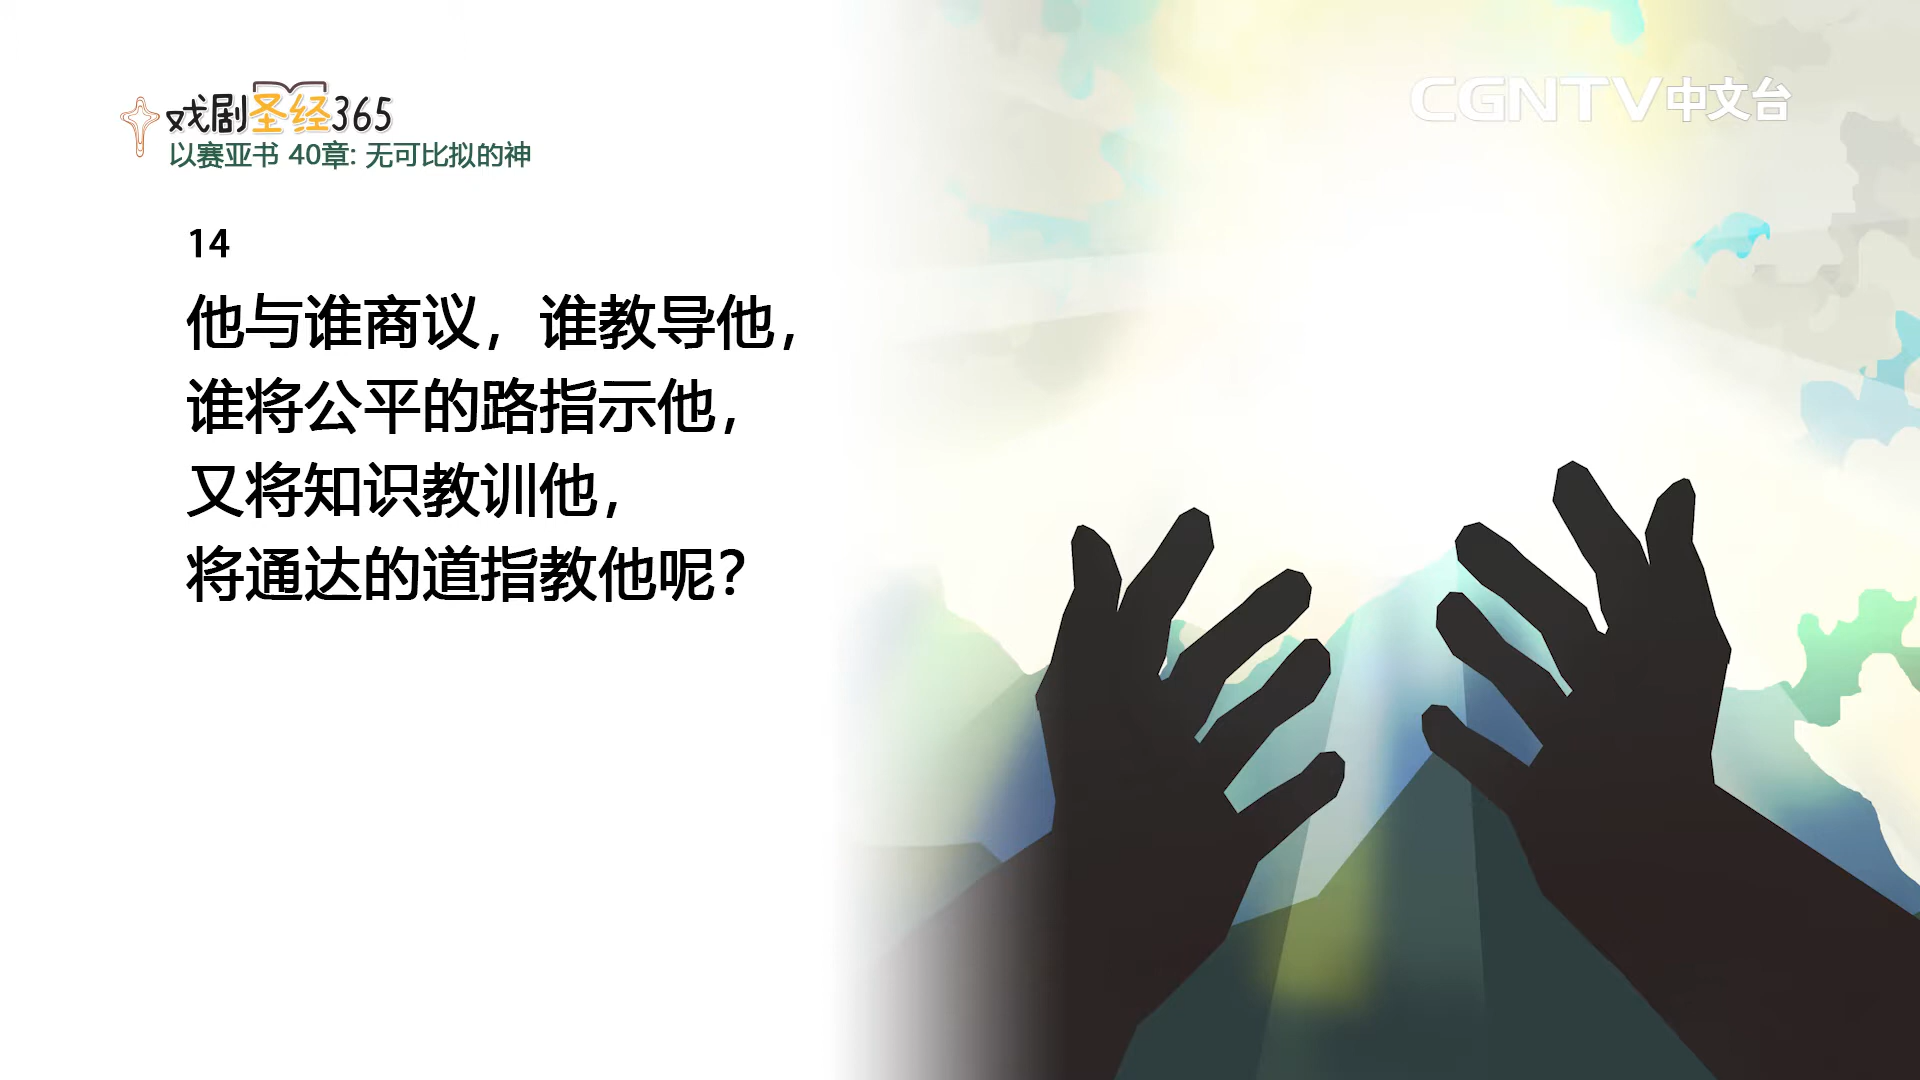 戏剧圣经365
CGNTV中文台
以赛亚书 40章: 无可比拟的神
14
他与谁商议，谁教导他，
谁将公平的路指示他，
又将知识教训他，
将通达的道指教他呢？